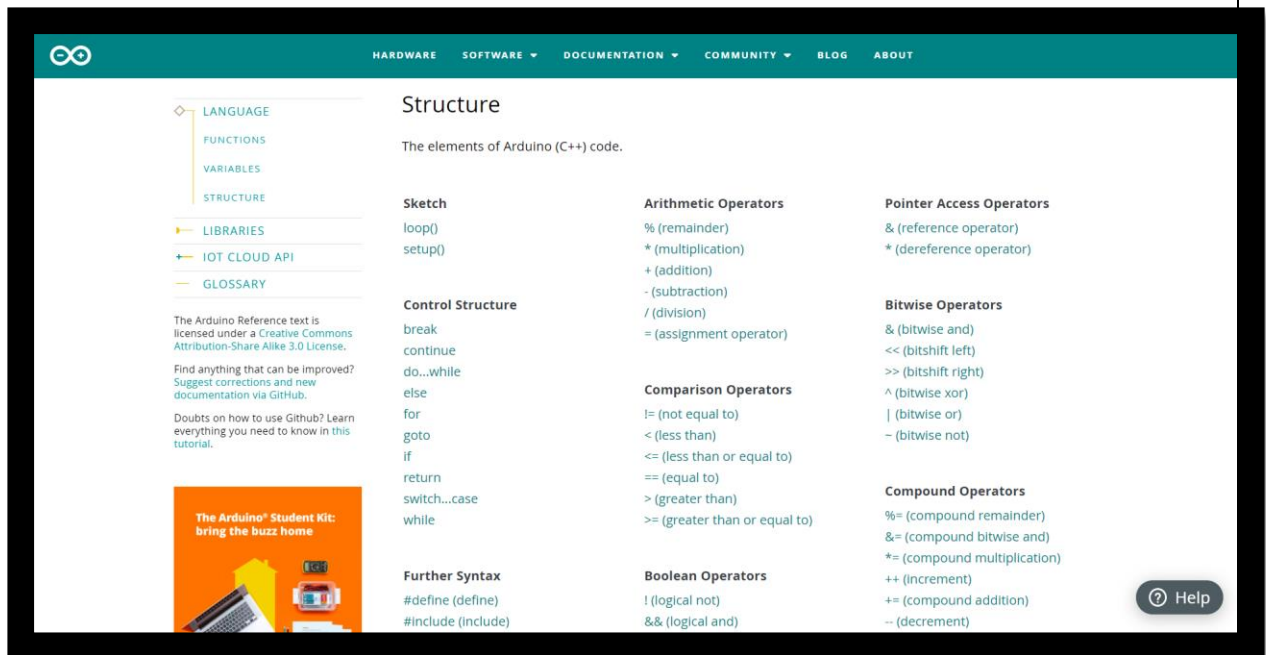 HARDWARE SOFTWARE DOCUMENTATION COMMUNITY BLOG ABOUT
LANGUAGE
FUNCTIONS
VARIABLES
STRUCTURE
LIBRARIES
IOT CLOUD API
GLOSSARY
The Arduino Reference text is
licensed under a Creative Commons
Attribution-Share Alike 3.0 License.
Find anything that can be improved?
Suggest corrections and new
documentation via GitHub.
Doubts on how to use Github? Learn
everything you need to know in this
tutorial.
The Arduino® Student Kit:
bring the buzz home
Structure
The elements of Arduino (C++) code.
Sketch
loop()
setup()
Control Structure
break
continue
do...while
else
for
goto
if
return
switch...case
while
Further Syntax
#define (define)
#include (include)
Arithmetic Operators
% (remainder)
* (multiplication)
+ (addition)
- (subtraction)
/ (division)
= (assignment operator)
Comparison Operators
!= (not equal to)
< (less than)
<= (less than or equal to)
== (equal to)
> (greater than)
>= (greater than or equal to)
Boolean Operators
! (logical not)
&& (logical and)
Pointer Access Operators
& (reference operator)
* (dereference operator)
Bitwise Operators
& (bitwise and)
<< (bitshift left)
>> (bitshift right)
^ (bitwise xor)
| (bitwise or)
~ (bitwise not)
Compound Operators
%= (compound remainder)
&= (compound bitwise and)
*= (compound multiplication)
++ (increment)
+= (compound addition)
-- (decrement)
Help